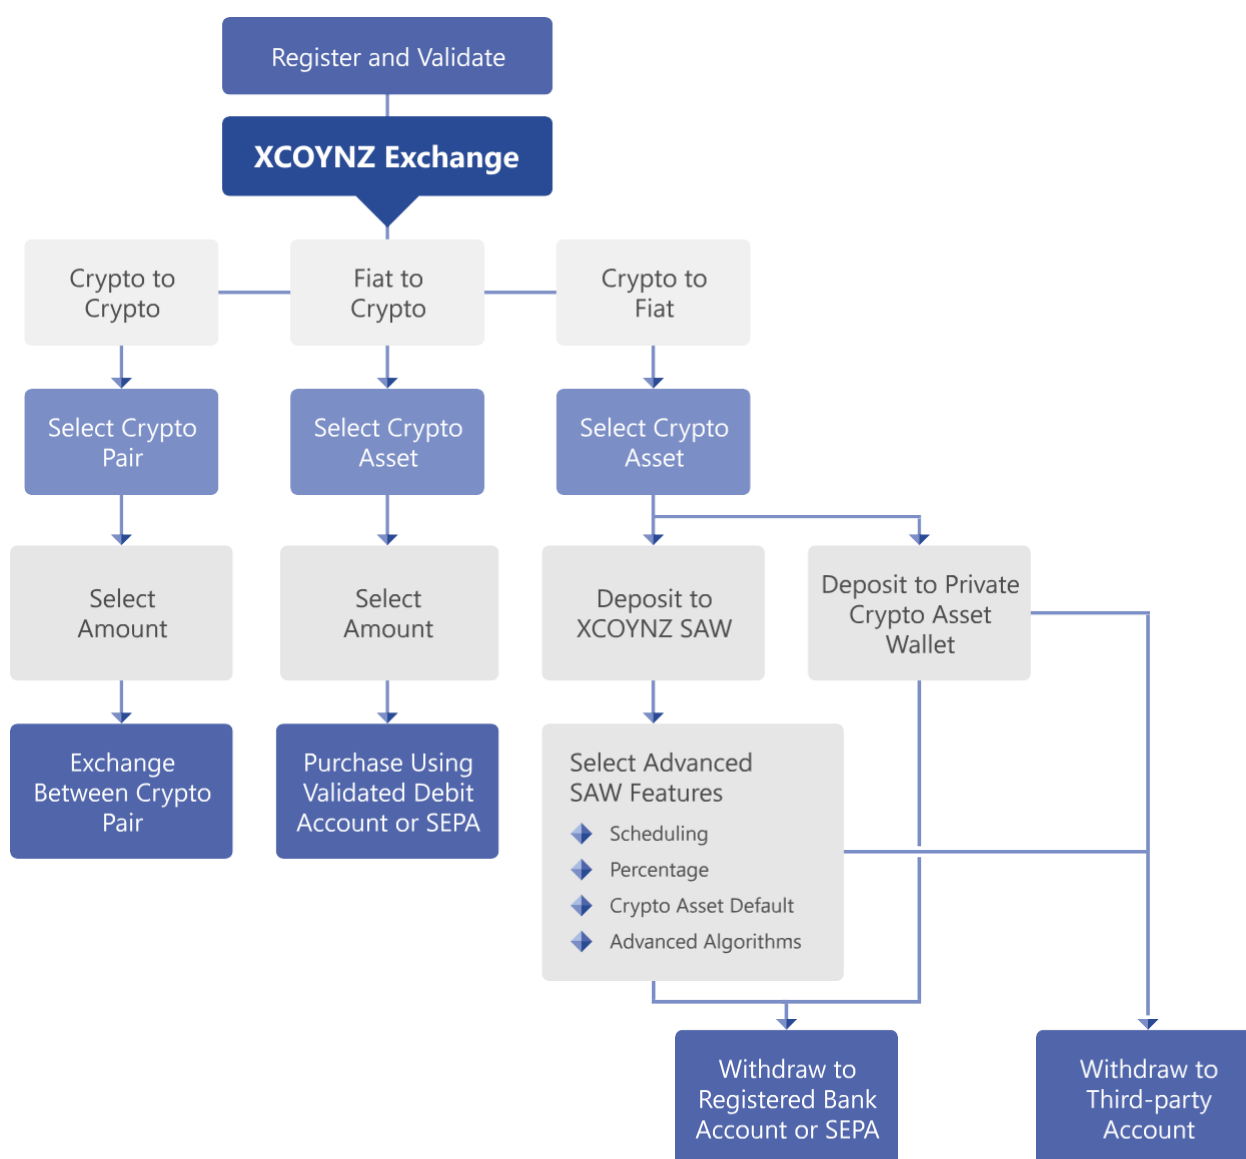 Register and Validate
XCOYNZ Exchange
Crypto to
Crypto
Fiat to
Crypto
Crypto to
Fiat
Select Crypto
Pair
Select Crypto
Asset
Select Crypto
Asset
Select
Amount
Select
Amount
Deposit to
XCOYNZ SAW
Deposit to Private
Crypto Asset
Wallet
Exchange
Between Crypto
Pair
Purchase Using
Validated Debit
Account or SEPA
Select Advanced
SAW Features
Scheduling
Percentage
Crypto Asset Default
Advanced Algorithms
Withdraw to
Registered Bank
Account or SEPA
Withdraw to
Third-party
Account